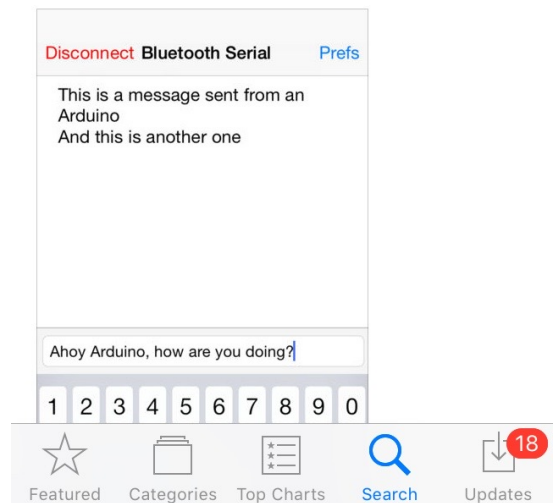 Disconnect Bluetooth Serial Prefs
This is a message sent from an
Arduino
And this is another one
Ahoy Arduino, how are you doing?
1 2 3 4 5 6 7 8 9 0
18
Featured Categories Top Charts Search Updates